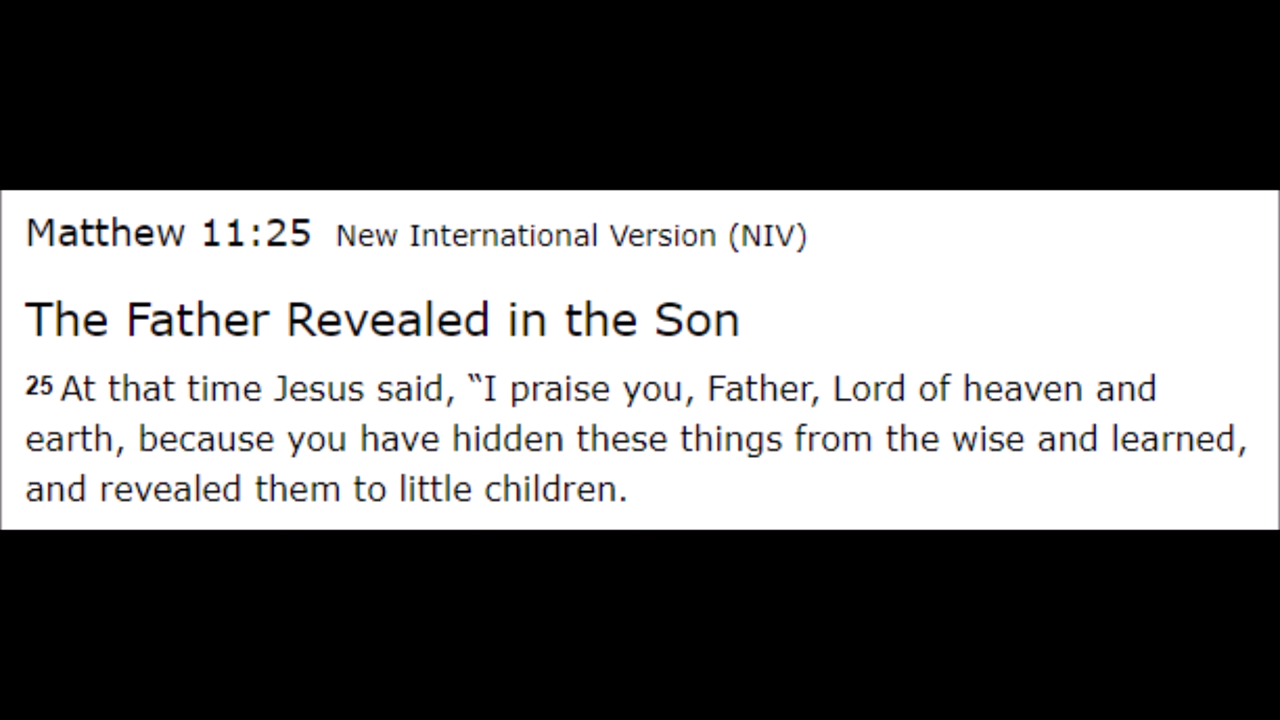 Matthew 11:25 New International Version (NIV)
The Father Revealed in the Son
25 At that time Jesus said, “I praise you, Father, Lord of heaven and
earth, because you have hidden these things from the wise and learned,
and revealed them to little children.